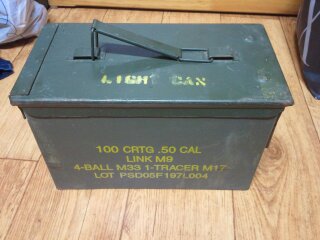 LIGHT CAN
100 CRTG .50 CAL
LINK M9
4-BALL M33 1-TRACER M17
LOT PSD05F197L004